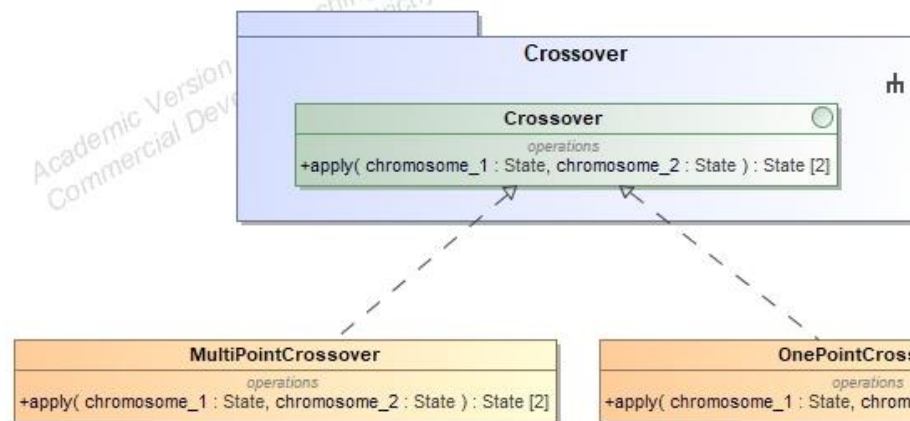 Academic Version
Commercial Deve
Crossover
Crossover
operations
+apply( chromosome_1 : State, chromosome_2 : State ) : State [2]
MultiPointCrossover
operations
+apply( chromosome_1 : State, chromosome_2 : State ) : State [2]
OnePointCross
operations
+apply( chromosome_1 : State, chrom